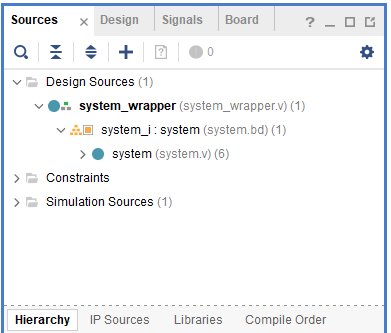 Sources Design Signals Board
0
Design Sources (1)
system_wrapper (system_wrapper.v) (1)
system_i : system (system.bd) (1)
system (system.v) (6)
Constraints
Simulation Sources (1)
Hierarchy IP Sources Libraries Compile Order